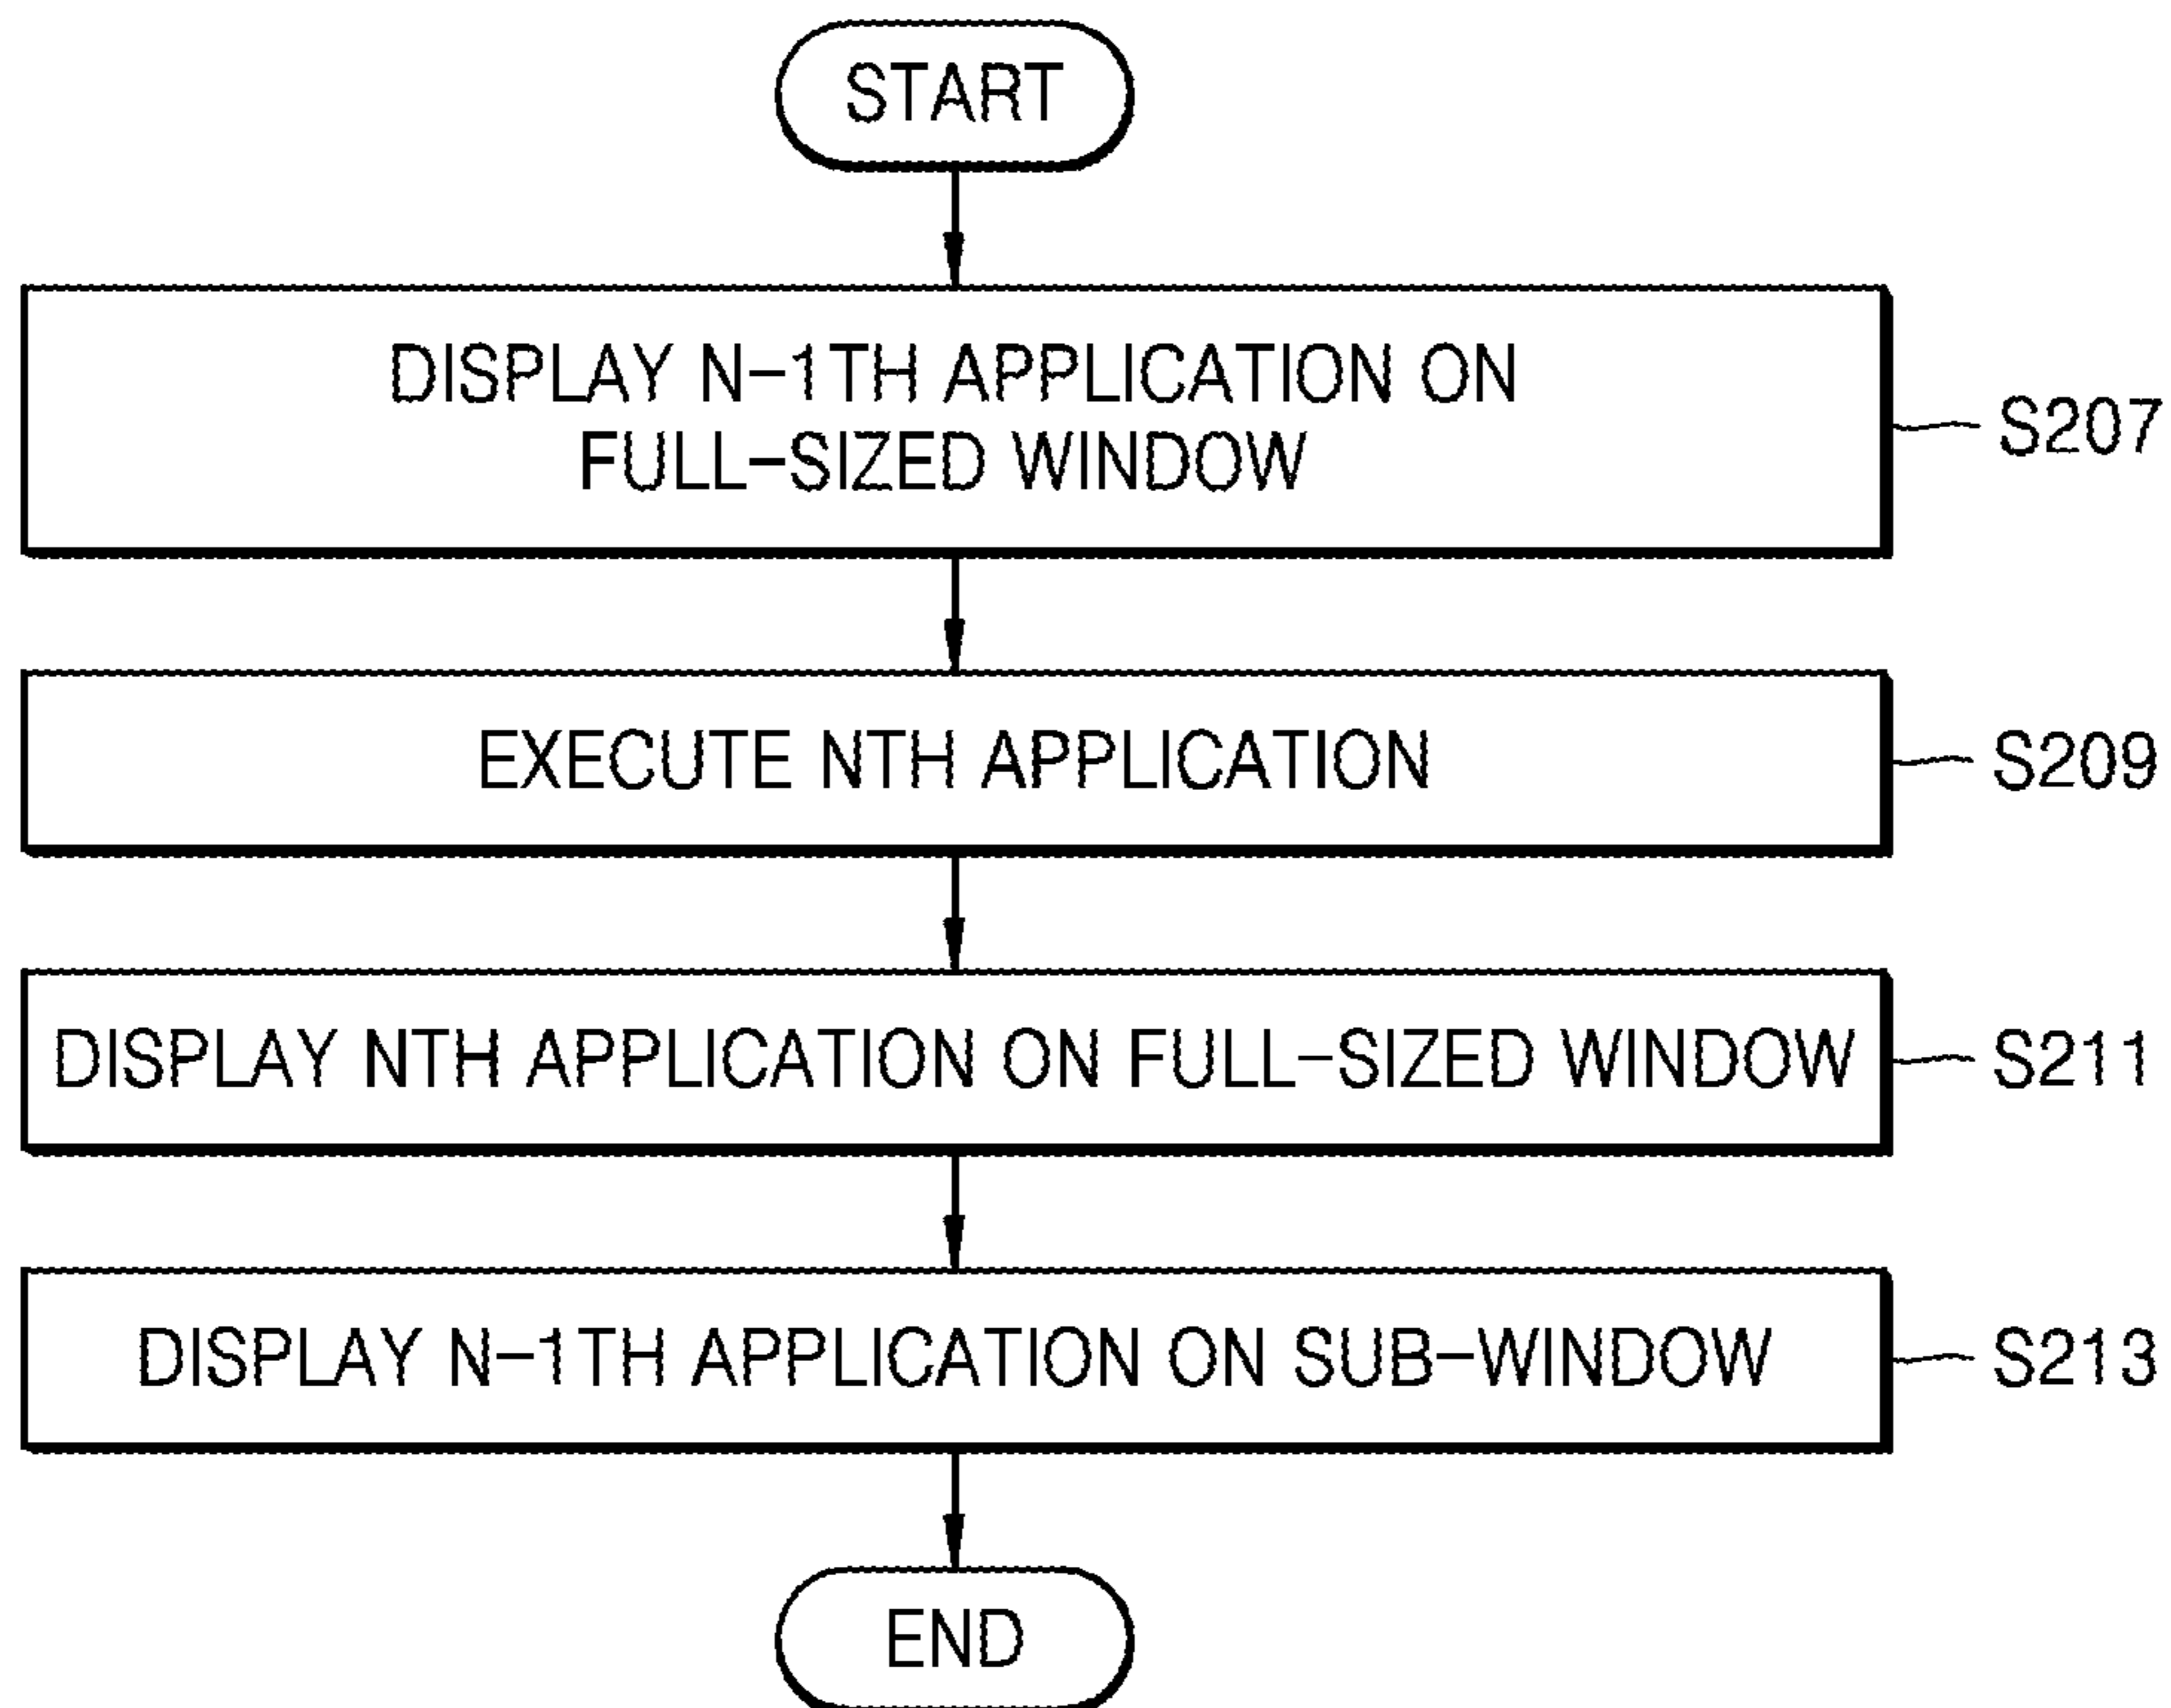 START
DISPLAY N-1TH APPLICATION ON
FULL-SIZED WINDOW
S207
EXECUTE NTH APPLICATION
S209
DISPLAY NTH APPLICATION ON FULL-SIZED WINDOW
S211
DISPLAY N-1TH APPLICATION ON SUB-WINDOW
S213
END